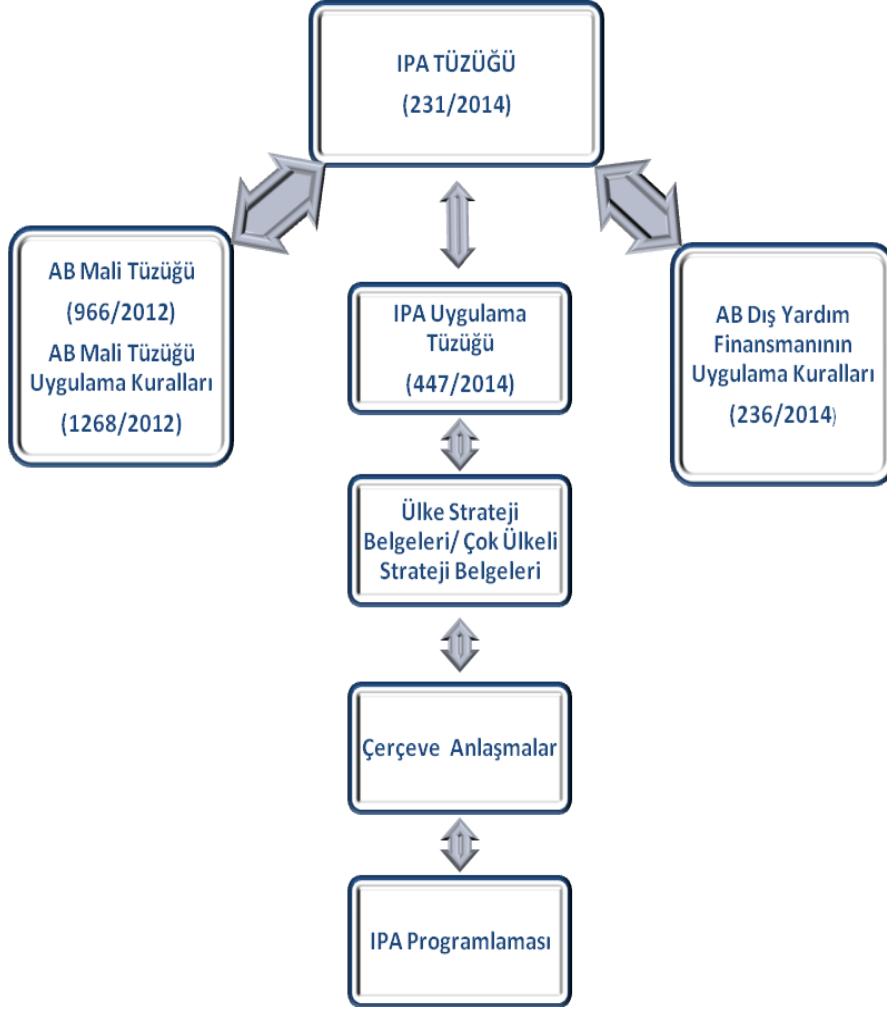 IPA TÜZÜĞÜ
(231/2014)
AB Mali Tüzüğü
(966/2012)
AB Mali Tüzüğü
Uygulama Kuralları
(1268/2012)
IPA Uygulama
Tüzüğü
(447/2014)
AB Dış Yardım
Finansmanının
Uygulama Kuralları
(236/2014)
Ülke Strateji
Belgeleri/ Çok Ülkeli
Strateji Belgeleri
Çerçeve Anlaşmalar
IPA Programlaması